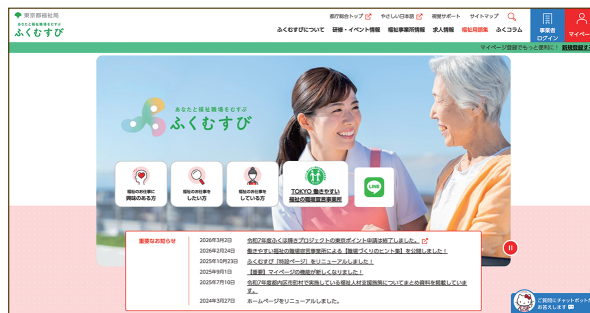 東京都福祉局
あなたと福祉職場をむすぶ
ふくむすび
都庁総合トップ
やさしい日本語
視覚サポート
サイトマップ
ふくむすびについて
研修・イベント情報
福祉事業所情報
求人情報
福祉用語集
ふくコラム
事業者
ログイン
マイペー
マイページ登録でもっと便利に！ 新規登録する
あなたと福祉職場をむすぶ
ふくむすび
福祉のお仕事に
興味のある方
福祉のお仕事を
したい方
福祉のお仕事を
している方
TOKYO 働きやすい
福祉の職場宣言事業所
LINE
重要なお知らせ
2026年3月2日 令和7年度ふく活輝きプロジェクトの東京ポイント申請は終了しました。
2026年2月24日 働きやすい福祉の職場宣言事業所による【職場づくりのヒント集】を公開しました！
2025年10月23日 ふくむすび「特設ページ」をリニューアルしました！
2025年9月1日 【重要】マイページの機能が新しくなりました！
2025年7月10日 令和7年度都内区市町村で実施している福祉人材支援施策についてまとめ資料を掲載していま
す。
2024年3月27日 ホームページをリニューアルしました。
ご質問にチャットボットが
お答えします